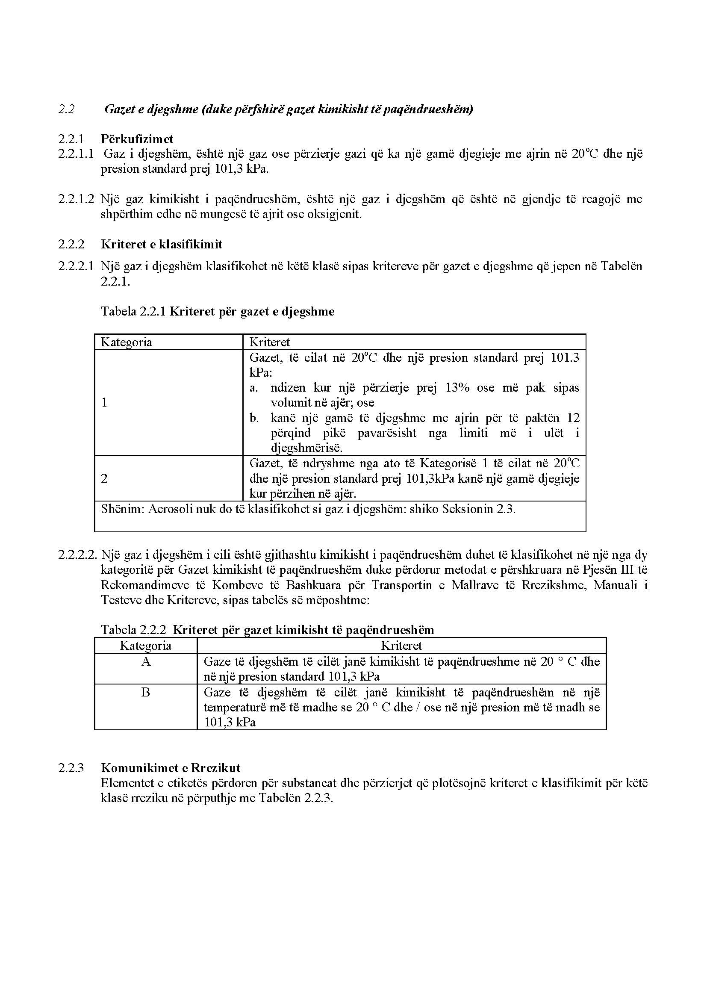 2.2 Gazet e djegshme (duke përfshirë gazet kimikisht të paqëndrueshëm)
2.2.1 Përkufizimet
2.2.1.1 Gaz i djegshëm, është një gaz ose përzierje gazi që ka një gamë djegieje me ajrin në 20°C dhe një
presion standard prej 101,3 kPa.
2.2.1.2 Një gaz kimikisht i paqëndrueshëm, është një gaz i djegshëm që është në gjendje të reagojë me
shpërthim edhe në mungesë të ajrit ose oksigjenit.
2.2.2 Kriteret e klasifikimit
2.2.2.1 Një gaz i djegshëm klasifikohet në këtë klasë sipas kritereve për gazet e djegshme që jepen në Tabelën
2.2.1.
Tabela 2.2.1 Kriteret për gazet e djegshme
Kategoria Kriteret
1
Gazet, të cilat në 20°C dhe një presion standard prej 101.3
kPa:
a. ndizen kur një përzierje prej 13% ose më pak sipas
volumit në ajër; ose
b. kanë një gamë të djegshme me ajrin për të paktën 12
përqind pikë pavarësisht nga limiti më i ulët i
djegshmërisë.
2
Gazet, të ndryshme nga ato të Kategorisë 1 të cilat në 20°C
dhe një presion standard prej 101,3kPa kanë një gamë djegieje
kur përzihen në ajër.
Shënim: Aerosoli nuk do të klasifikohet si gaz i djegshëm: shiko Seksionin 2.3.
2.2.2.2. Një gaz i djegshëm i cili është gjithashtu kimikisht i paqëndrueshëm duhet të klasifikohet në një nga dy
kategoritë për Gazet kimikisht të paqëndrueshëm duke përdorur metodat e përshkruara në Pjesën III të
Rekomandimeve të Kombeve të Bashkuara për Transportin e Mallrave të Rrezikshme, Manuali i
Testeve dhe Kritereve, sipas tabelës së mëposhtme:
Tabela 2.2.2 Kriteret për gazet kimikisht të paqëndrueshëm
Kategoria Kriteret
A Gaze të djegshëm të cilët janë kimikisht të paqëndrueshme në 20 ° C dhe
në një presion standard 101,3 kPa
B Gaze të djegshëm të cilët janë kimikisht të paqëndrueshëm në një
temperaturë më të madhe se 20 ° C dhe / ose në një presion më të madh se
101,3 kPa
2.2.3 Komunikimet e Rrezikut
Elementet e etiketës përdoren për substancat dhe përzierjet që plotësojnë kriteret e klasifikimit për këtë
klasë rreziku në përputhje me Tabelën 2.2.3.